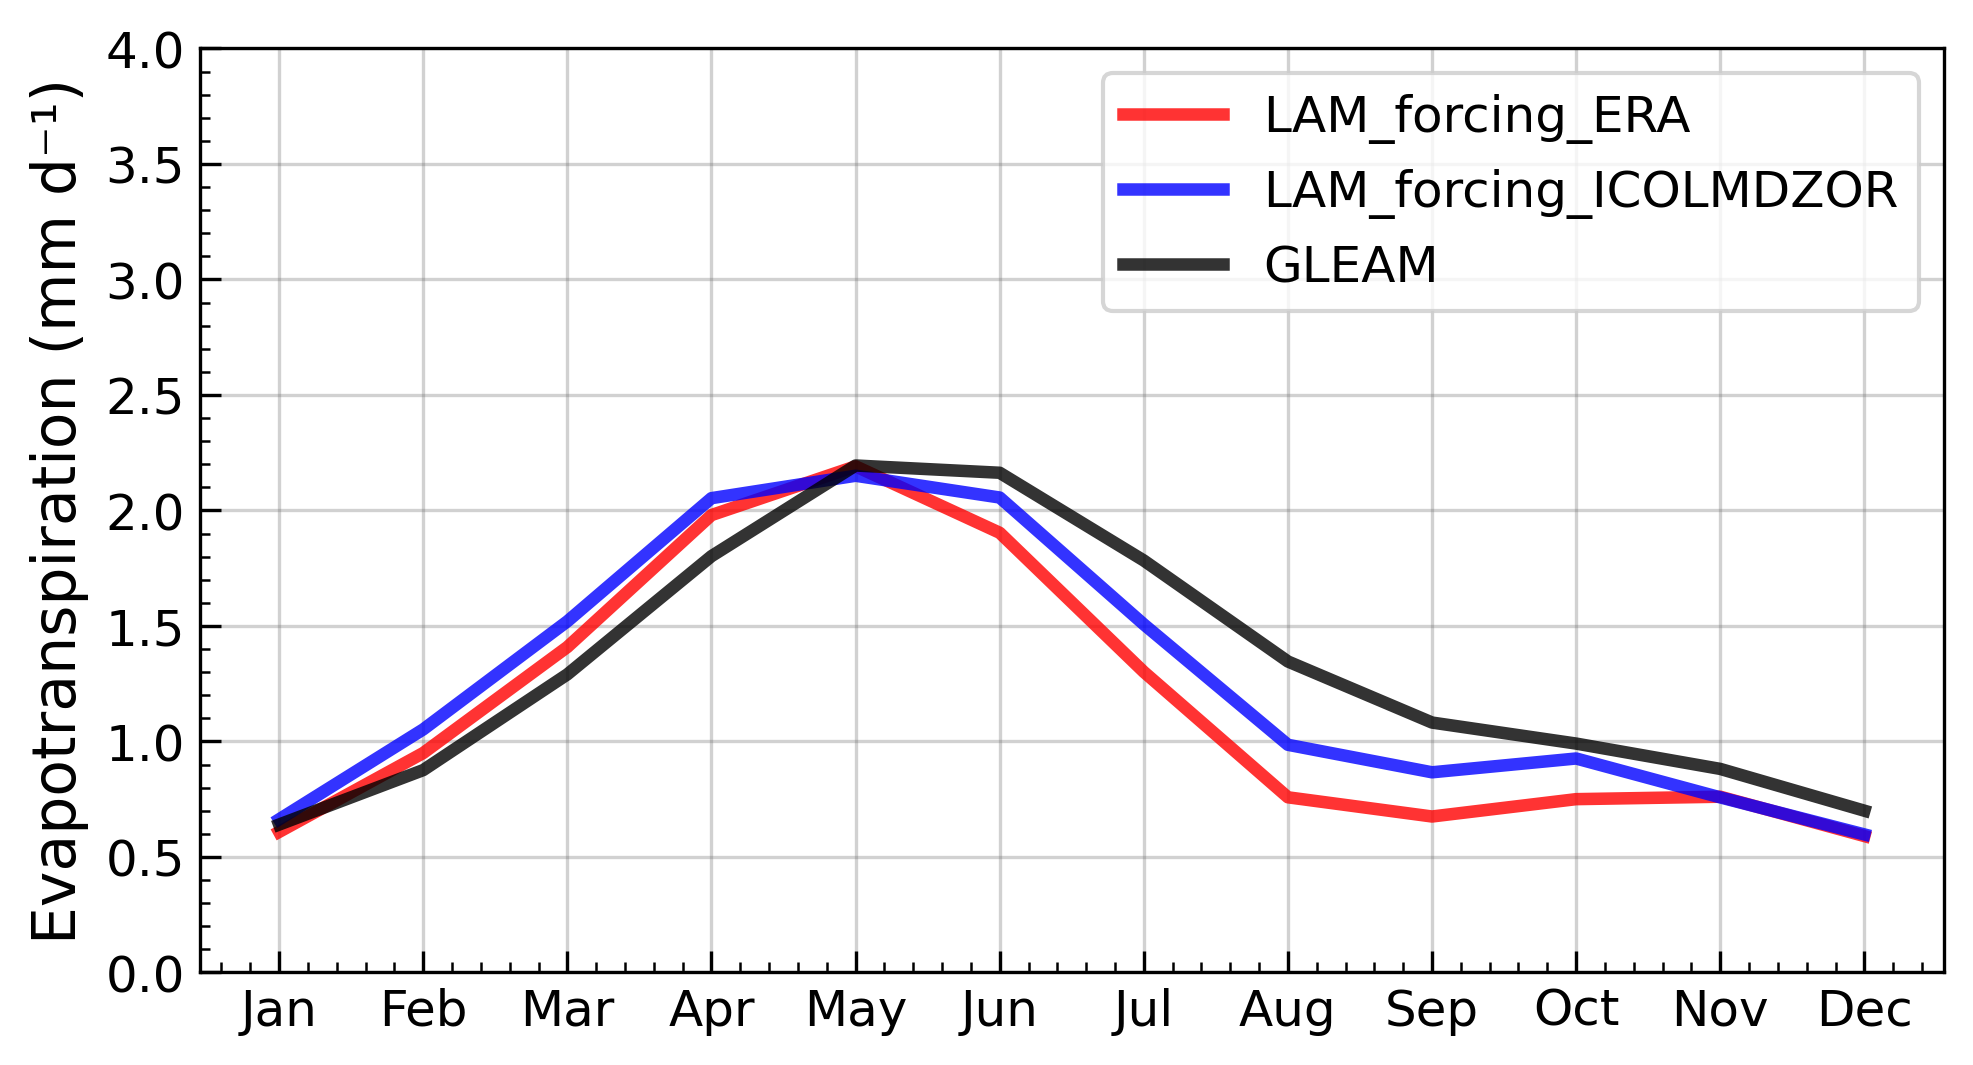 Evapotranspiration (mm d⁻¹)
4.0
3.5
3.0
2.5
2.0
1.5
1.0
0.5
0.0
LAM_forcing_ERA
LAM_forcing_ICOLMDZOR
GLEAM
Jan Feb Mar Apr May Jun Jul Aug Sep Oct Nov Dec